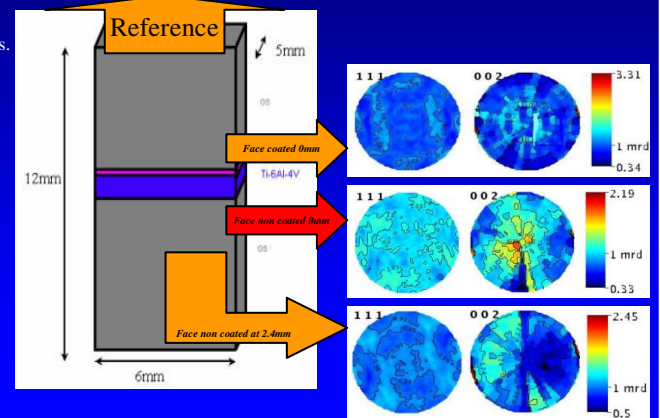 Reference
s.
5mm
os
12mm
Ti-6Al-4V
os
6mm
Face coated 0mm
Face non coated 0mm
Face non coated at 2.4mm
1 1 1
0 0 2
3.31
1 mrd
0.34
1 1 1
0 0 2
2.19
1 mrd
0.33
1 1 1
0 0 2
2.45
1 mrd
0.5